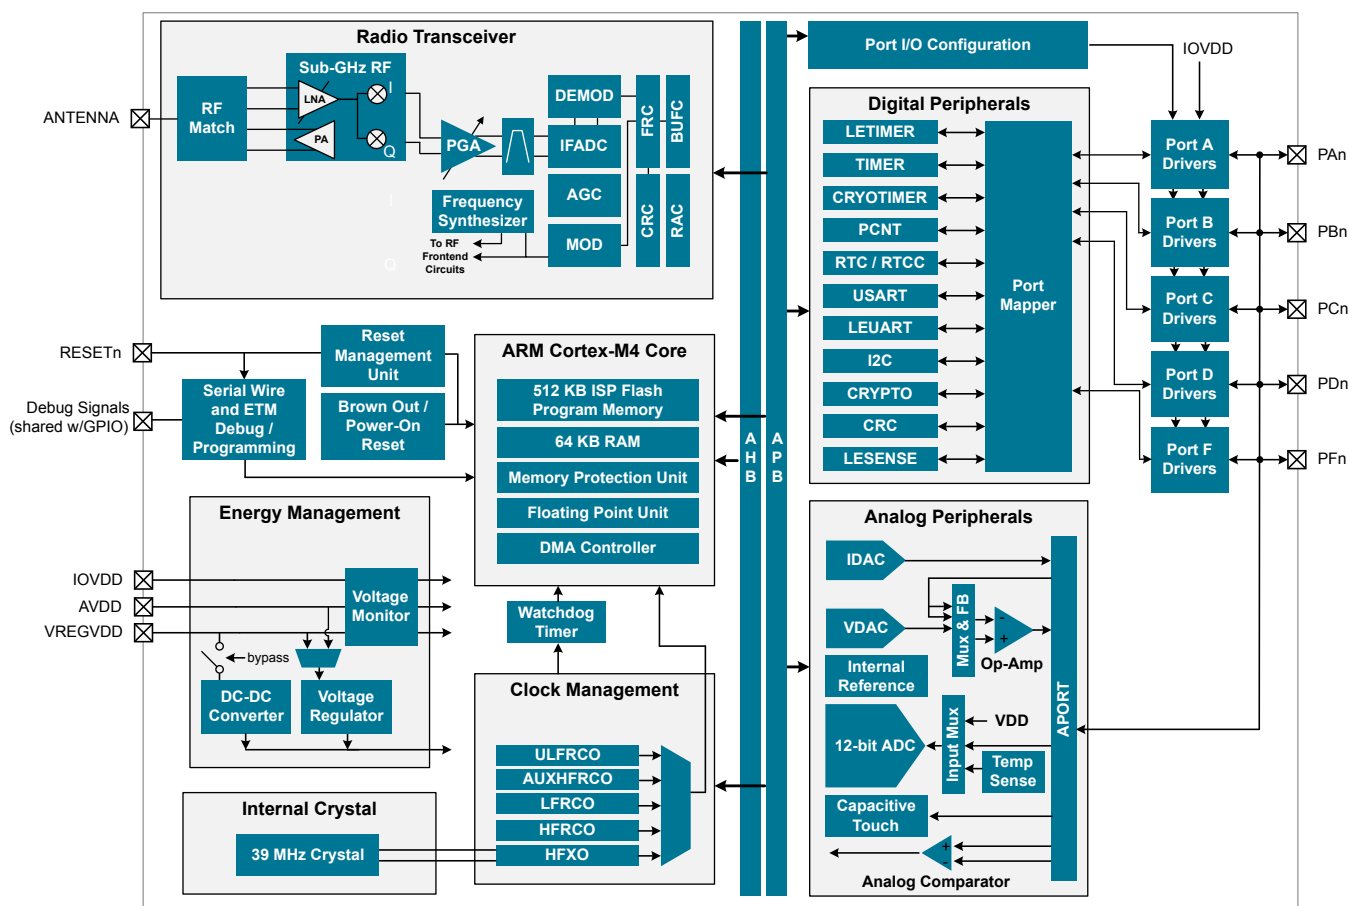 Radio Transceiver
Sub-GHz RF
RF
Match
LNA
PA
I
Q
I
Q
PGA
DEMOD
IFADC
AGC
MOD
FRC
BUFC
CRC
RAC
Frequency
Synthesizer
To RF
Frontend
Circuits
ANTENNA
RESETn
Debug Signals
(shared w/GPIO)
Reset
Management
Unit
Serial Wire
and ETM
Debug /
Programming
Brown Out /
Power-On
Reset
ARM Cortex-M4 Core
512 KB ISP Flash
Program Memory
64 KB RAM
Memory Protection Unit
Floating Point Unit
DMA Controller
Watchdog
Timer
Energy Management
IOVDD
AVDD
VREGVDD
Voltage
Monitor
bypass
DC-DC
Converter
Voltage
Regulator
Clock Management
ULFRCO
AUXHFRCO
LFRCO
HFRCO
HFXO
Internal Crystal
39 MHz Crystal
A
H
B
A
P
B
Port I/O Configuration
IOVDD
Digital Peripherals
LETIMER
TIMER
CRYOTIMER
PCNT
RTC / RTCC
USART
LEUART
I2C
CRYPTO
CRC
LESENSE
Port
Mapper
Port A
Drivers
Port B
Drivers
Port C
Drivers
Port D
Drivers
Port F
Drivers
PAn
PBn
PCn
PDn
PFn
Analog Peripherals
IDAC
VDAC
Mux & FB
-
+
Op-Amp
Internal
Reference
12-bit ADC
Input Mux
VDD
Temp
Sense
APORT
Capacitive
Touch
+
-
Analog Comparator